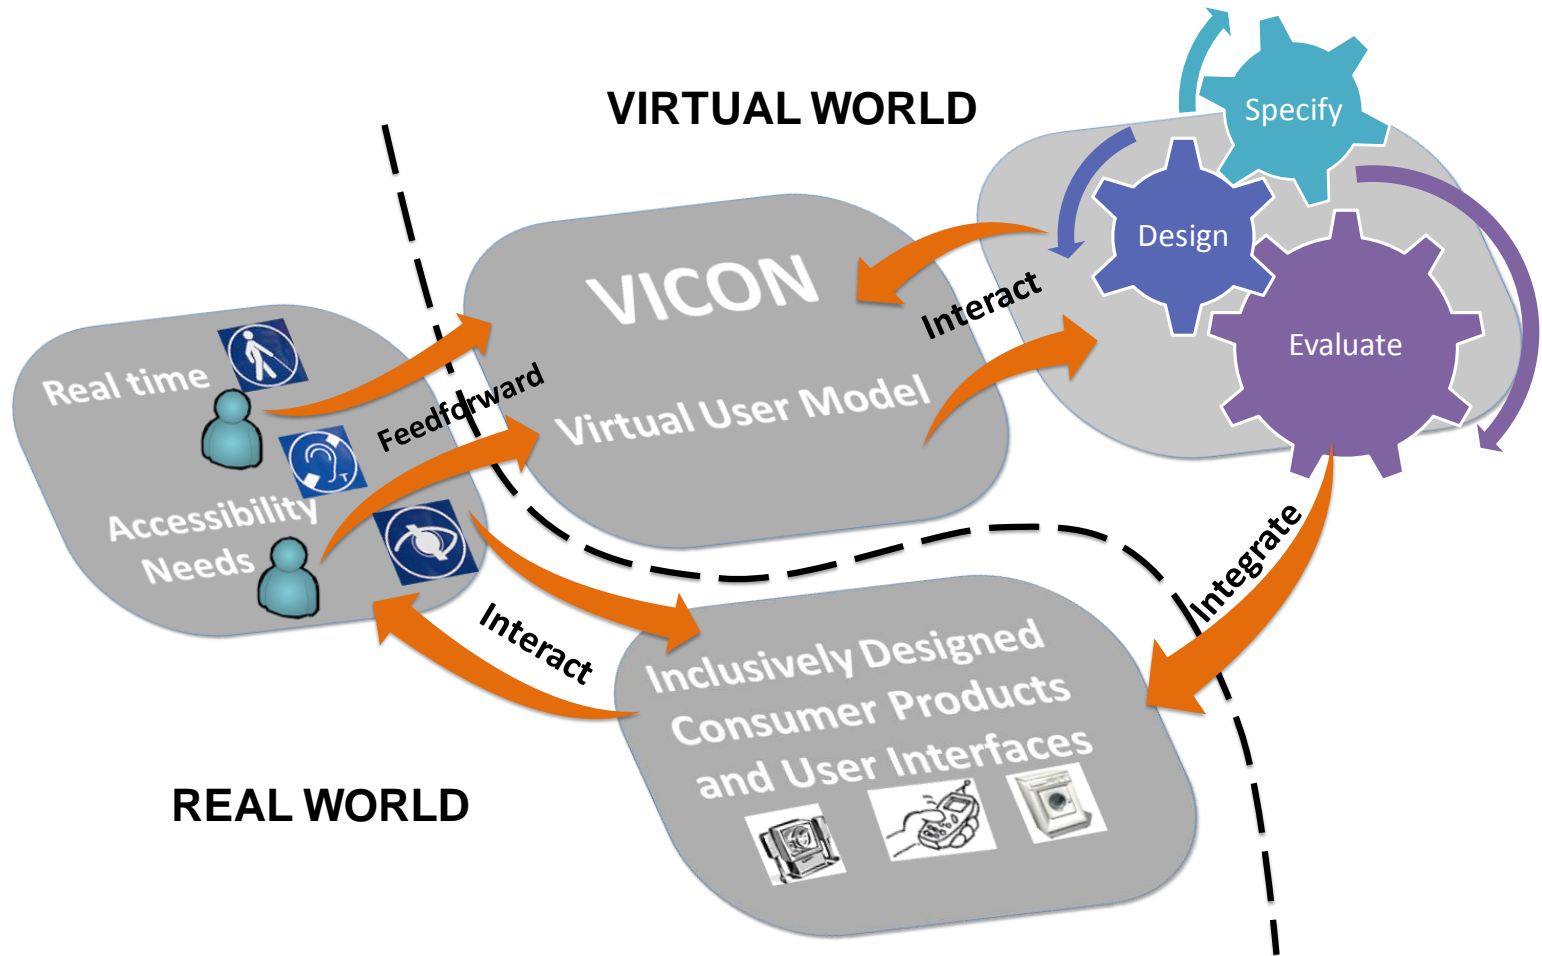 VIRTUAL WORLD
Specify
Design
Evaluate
VICON
Virtual User Model
Interact
Real time
Feedforward
Accessibility
Needs
T
Interact
Integrate
Inclusively Designed
Consumer Products
and User Interfaces
REAL WORLD